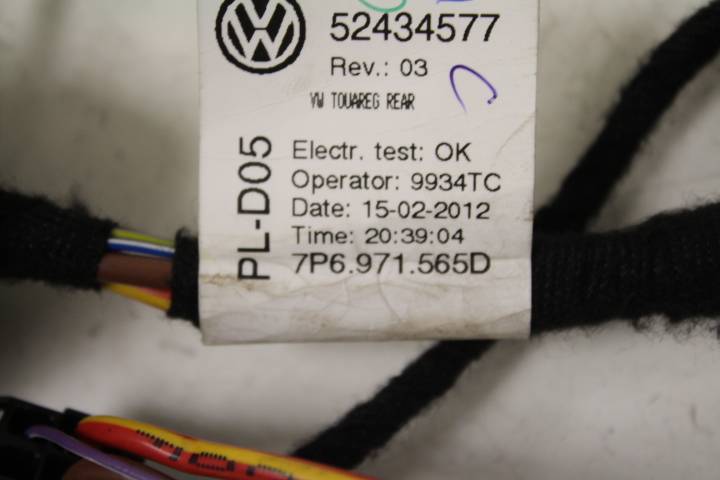 52434577
Rev.: 03
VW TOUAREG REAR
PL-D05
Electr. test: OK
Operator: 9934TC
Date: 15-02-2012
Time: 20:39:04
7P6.971.565D